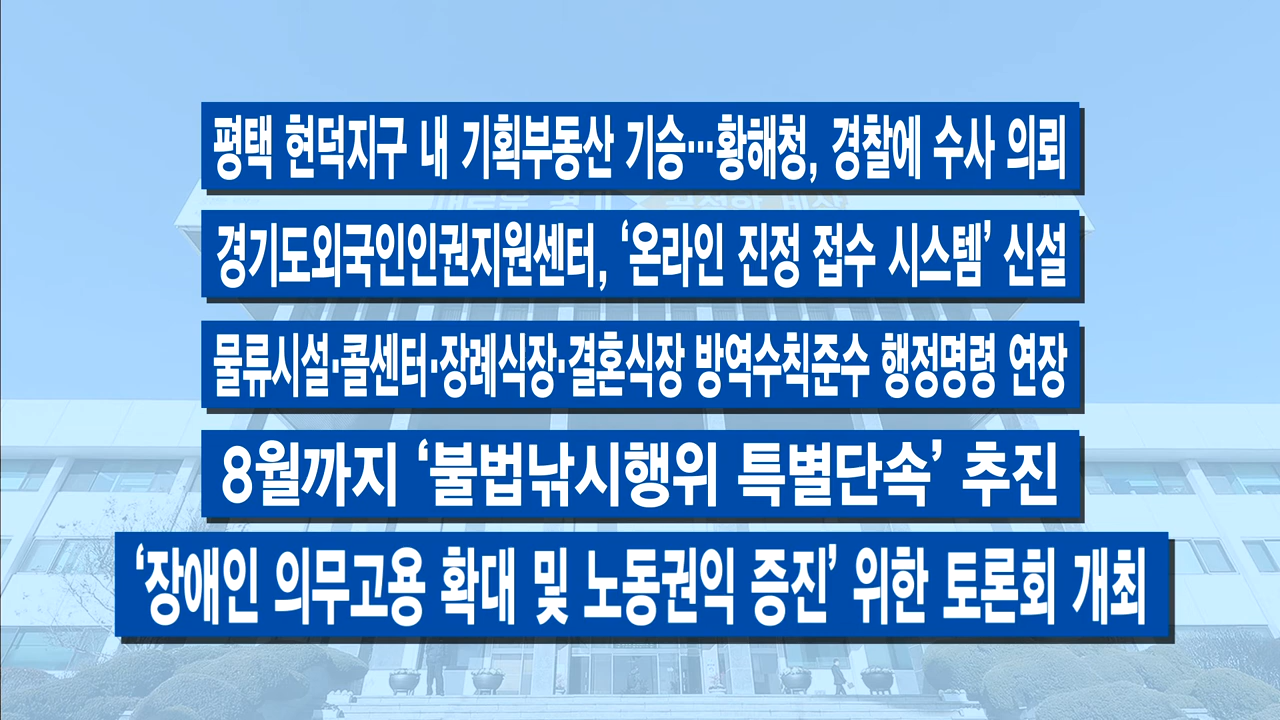 평택 현덕지구 내 기획부동산 기승…황해청, 경찰에 수사 의뢰
경기도외국인인권지원센터, ‘온라인 진정 접수 시스템’ 신설
물류시설·콜센터·장례식장·결혼식장 방역수칙준수 행정명령 연장
8월까지 ‘불법낚시행위 특별단속’ 추진
‘장애인 의무고용 확대 및 노동권익 증진’ 위한 토론회 개최